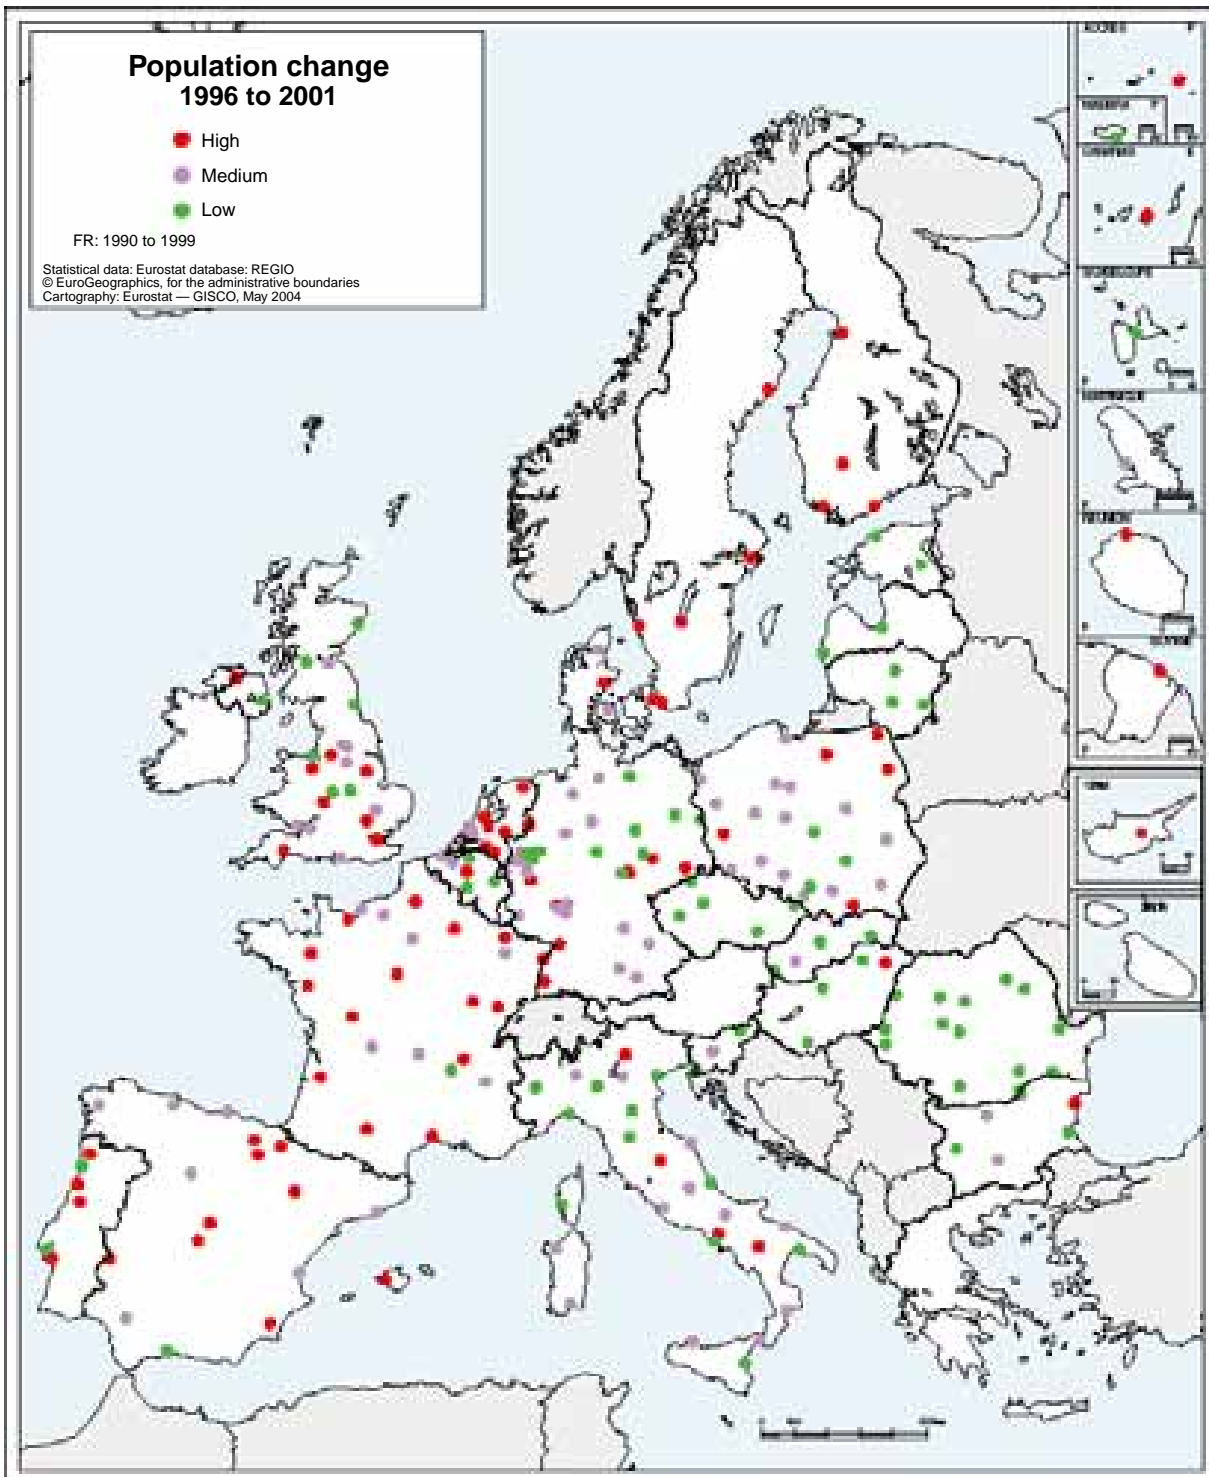 Population change
1996 to 2001
High
Medium
Low
FR: 1990 to 1999
Statistical data: Eurostat database: REGIO
© EuroGeographics, for the administrative boundaries
Cartography: Eurostat — GISCO, May 2004